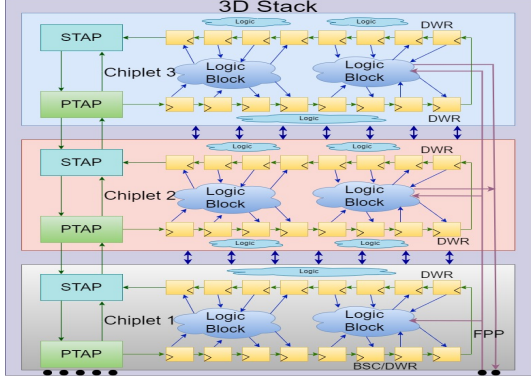 3D Stack
Logic
Logic
DWR
STAP
Chiplet 3
Logic
Block
Logic
Block
PTAP
Logic
DWR
STAP
Logic
Logic
DWR
Chiplet 2
Logic
Block
Logic
Block
PTAP
Logic
Logic
DWR
STAP
Logic
DWR
Chiplet 1
Logic
Block
Logic
Block
FPP
PTAP
BSC/DWR